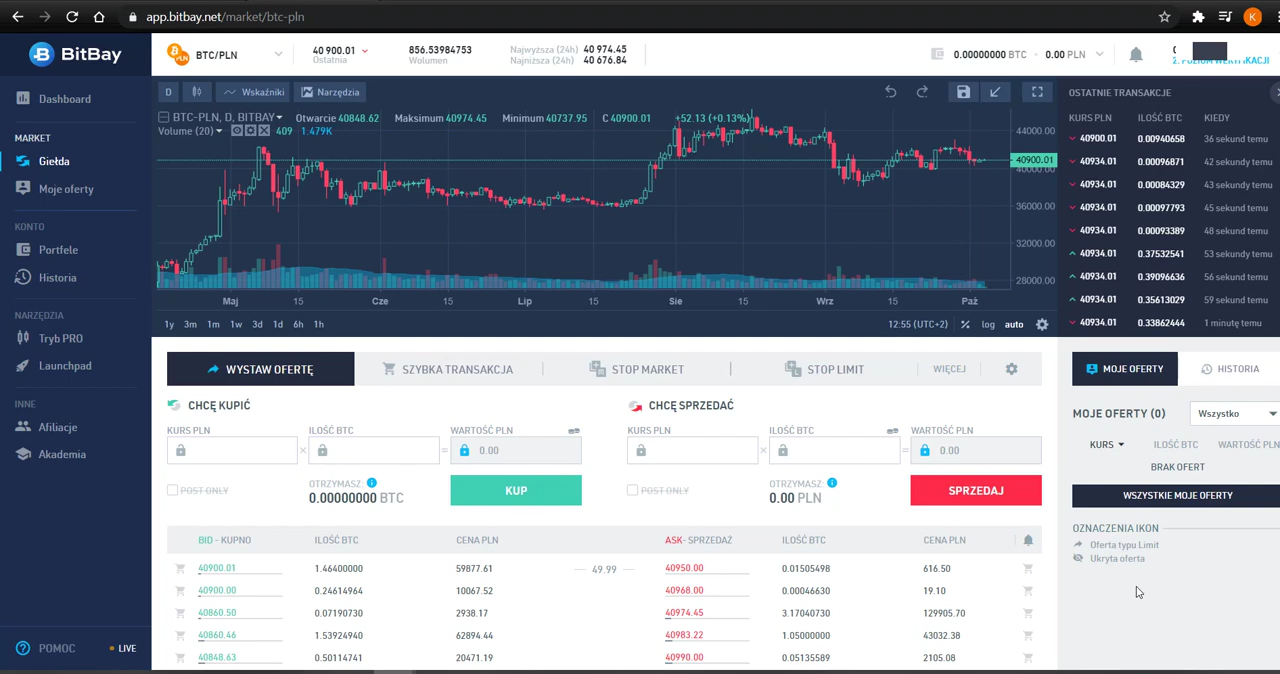 app.bitbay.net/market/btc-pln
K
BitBay
BTC/PLN
40 900.01
Ostatnia
856.53984753
Wolumen
Najwyższa (24h) 40 974.45
Najniższa (24h) 40 676.84
0.00000000 BTC • 0.00 PLN
2. POZIOM WERYFIKACJI
Dashboard
MARKET
Giełda
Moje oferty
KONTO
Portfele
Historia
NARZĘDZIA
Tryb PRO
Launchpad
INNE
Afiliacje
Akademia
POMOC
LIVE
D
Wskaźniki
Narzędzia
BTC-PLN, D, BITBAY
Otwarcie 40848.62 Maksimum 40974.45 Minimum 40737.95 C 40900.01 +52.13 (+0.13%)
Volume (20) 409 1.479K
44000.00
40900.01
40000.00
36000.00
32000.00
28000.00
Maj 15 Cze 15 Lip 15 Sie 15 Wrz 15 Paź
1y 3m 1m 1w 3d 1d 6h 1h
12:55 (UTC+2) % log auto
OSTATNIE TRANSAKCJE
KURS PLN ILOŚĆ BTC KIEDY
40900.01 0.00940658 36 sekund temu
40934.01 0.00096871 42 sekundy temu
40934.01 0.00084329 43 sekundy temu
40934.01 0.00097793 45 sekund temu
40934.01 0.00093389 48 sekund temu
40934.01 0.37532541 53 sekundy temu
40934.01 0.39096636 56 sekund temu
40934.01 0.35613029 59 sekund temu
40934.01 0.33862444 1 minutę temu
WYSTAW OFERTĘ
SZYBKA TRANSAKCJA
STOP MARKET
STOP LIMIT
WIĘCEJ
CHCĘ KUPIĆ
KURS PLN ILOŚĆ BTC WARTOŚĆ PLN
× = 0.00
POST ONLY
OTRZYMASZ:
0.00000000 BTC
KUP
CHCĘ SPRZEDAĆ
KURS PLN ILOŚĆ BTC WARTOŚĆ PLN
× = 0.00
POST ONLY
OTRZYMASZ:
0.00 PLN
SPRZEDAJ
BID - KUPNO ILOŚĆ BTC CENA PLN
40900.01 1.46400000 59877.61
40900.00 0.24614964 10067.52
40860.50 0.07190730 2938.17
40860.46 1.53924940 62894.44
40848.63 0.50114741 20471.19
49.99
ASK- SPRZEDAŻ ILOŚĆ BTC CENA PLN
40950.00 0.01505498 616.50
40968.00 0.00046630 19.10
40974.45 3.17040730 129905.70
40983.22 1.05000000 43032.38
40990.00 0.05135589 2105.08
MOJE OFERTY
HISTORIA
MOJE OFERTY (0)
Wszystko
KURS ILOŚĆ BTC WARTOŚĆ PLN
BRAK OFERT
WSZYSTKIE MOJE OFERTY
OZNACZENIA IKON
Oferta typu Limit
Ukryta oferta